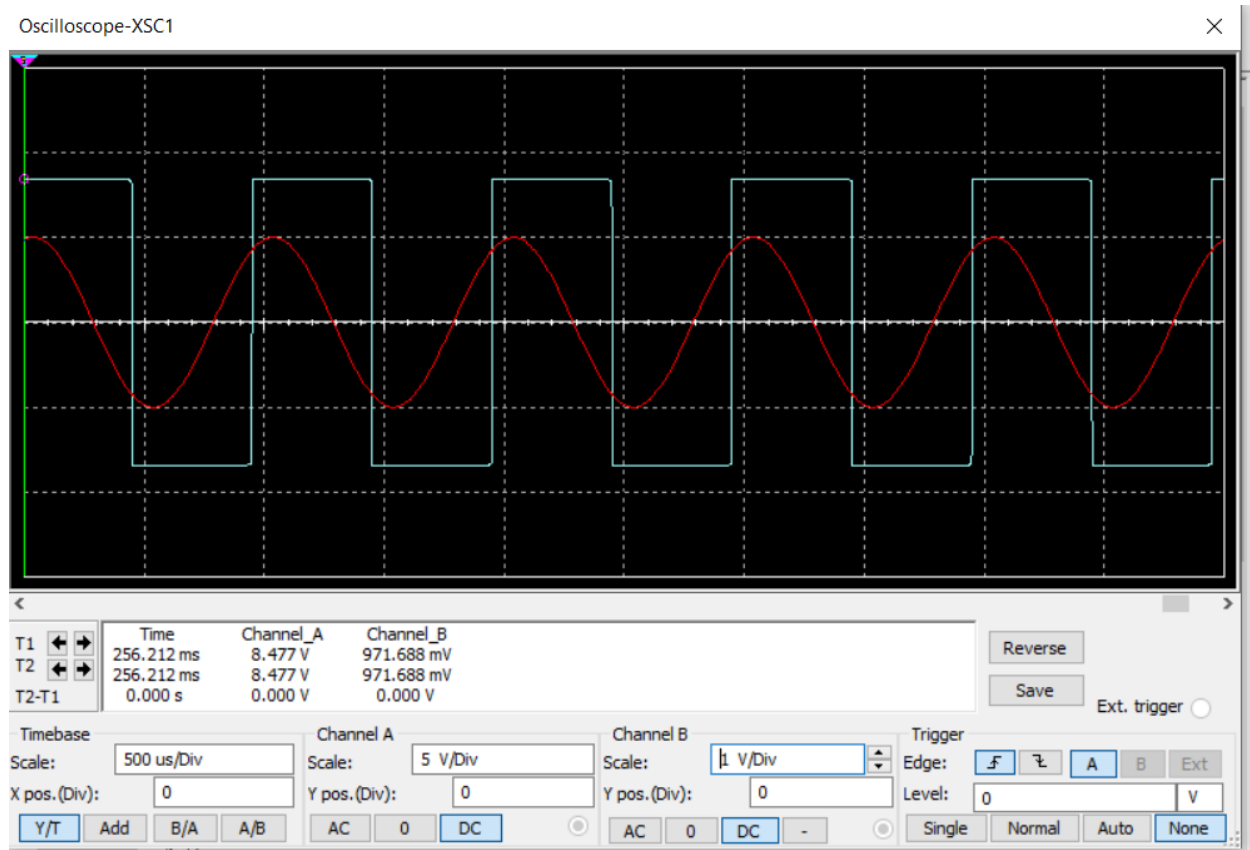 Oscilloscope-XSC1
Time Channel_A Channel_B
T1 256.212 ms 8.477 V 971.688 mV
T2 256.212 ms 8.477 V 971.688 mV
T2-T1 0.000 s 0.000 V 0.000 V
Reverse
Save
Ext. trigger
Timebase
Scale: 500 us/Div
X pos.(Div): 0
Y/T Add B/A A/B
Channel A
Scale: 5 V/Div
Y pos.(Div): 0
AC 0 DC
Channel B
Scale: 1 V/Div
Y pos.(Div): 0
AC 0 DC -
Trigger
Edge: A B Ext
Level: 0 V
Single Normal Auto None